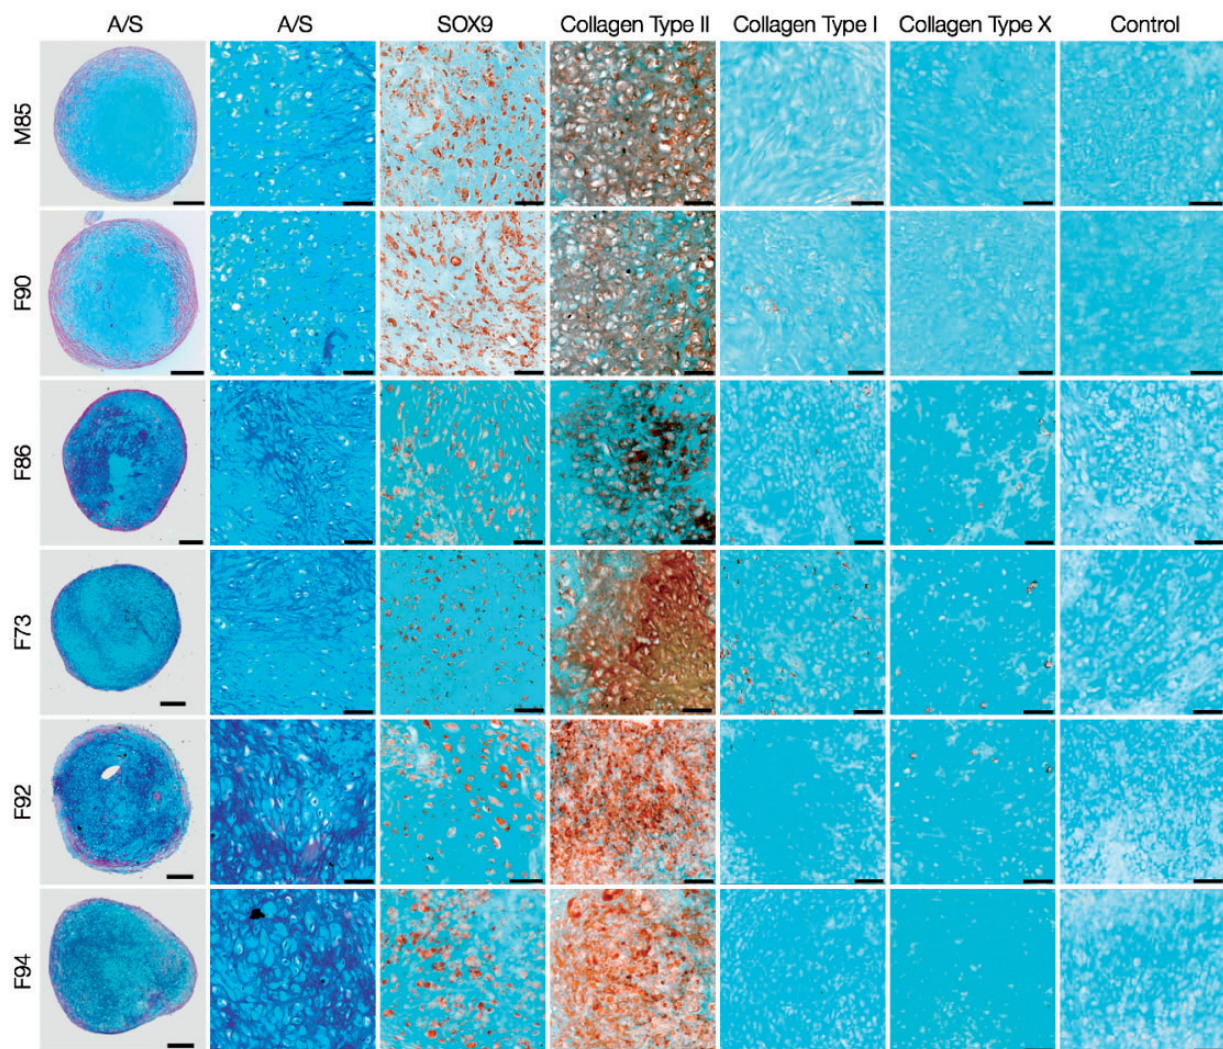 A/S A/S SOX9 Collagen Type II Collagen Type I Collagen Type X Control
M85
F90
F86
F73
F92
F94